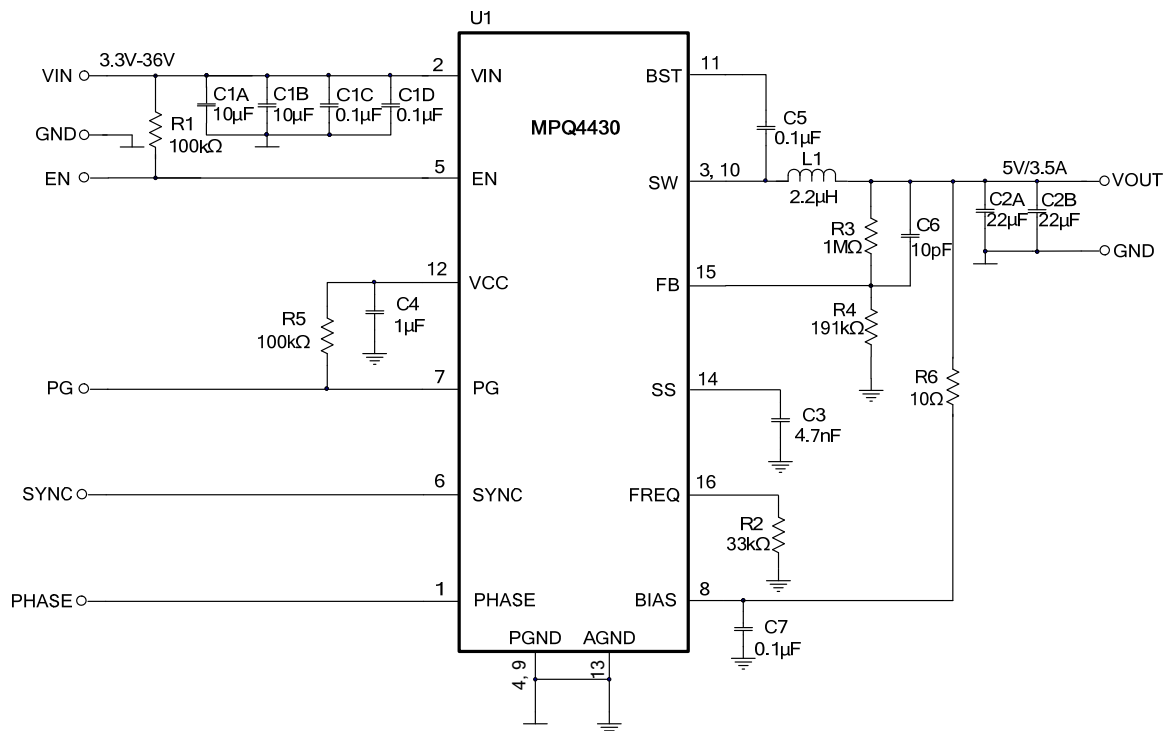 U1
3.3V-36V
VIN
2
VIN
BST
11
C1A
10µF
C1B
10µF
C1C
0.1µF
C1D
0.1µF
R1
100kΩ
GND
MPQ4430
C5
0.1µF
EN
5
EN
SW
3, 10
L1
2.2µH
5V/3.5A
VOUT
C2A
22µF
C2B
22µF
R3
1MΩ
C6
10pF
GND
12
VCC
FB
15
R5
100kΩ
C4
1µF
R4
191kΩ
PG
7
PG
SS
14
C3
4.7nF
R6
10Ω
SYNC
6
SYNC
FREQ
16
R2
33kΩ
PHASE
1
PHASE
BIAS
8
C7
0.1µF
PGND
AGND
4, 9
13